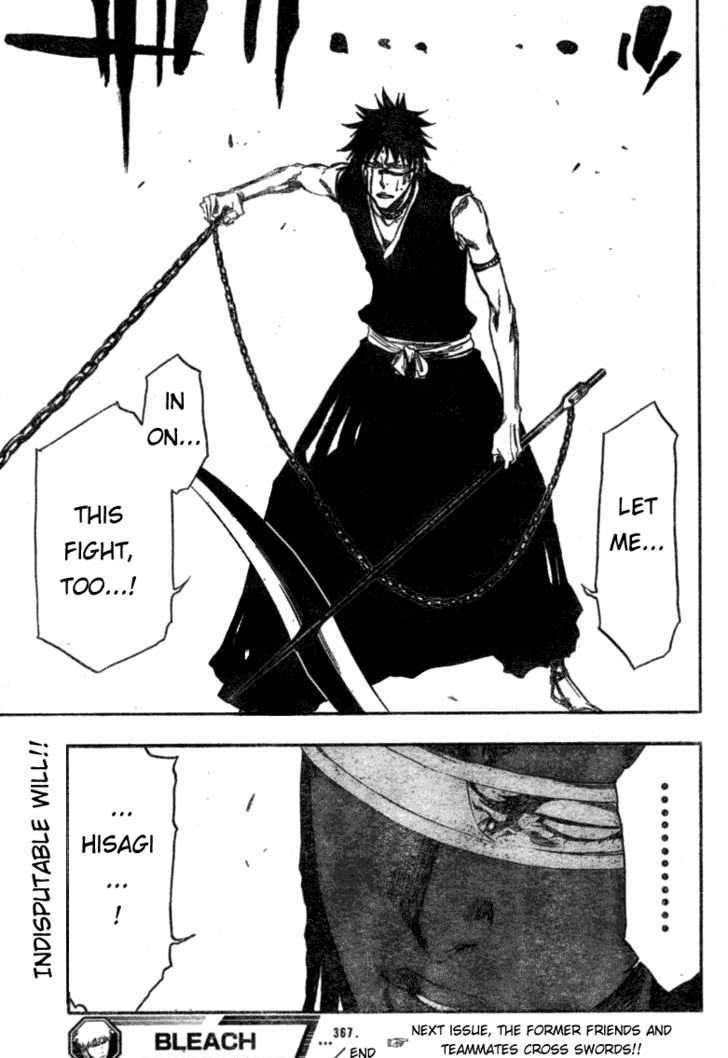 LET
ME...
IN
ON...
THIS
FIGHT,
TOO...!
.............
...
HISAGI
...
!
INDISPUTABLE WILL!!
BLEACH
... 367.
/ END
☞ NEXT ISSUE, THE FORMER FRIENDS AND
TEAMMATES CROSS SWORDS!!